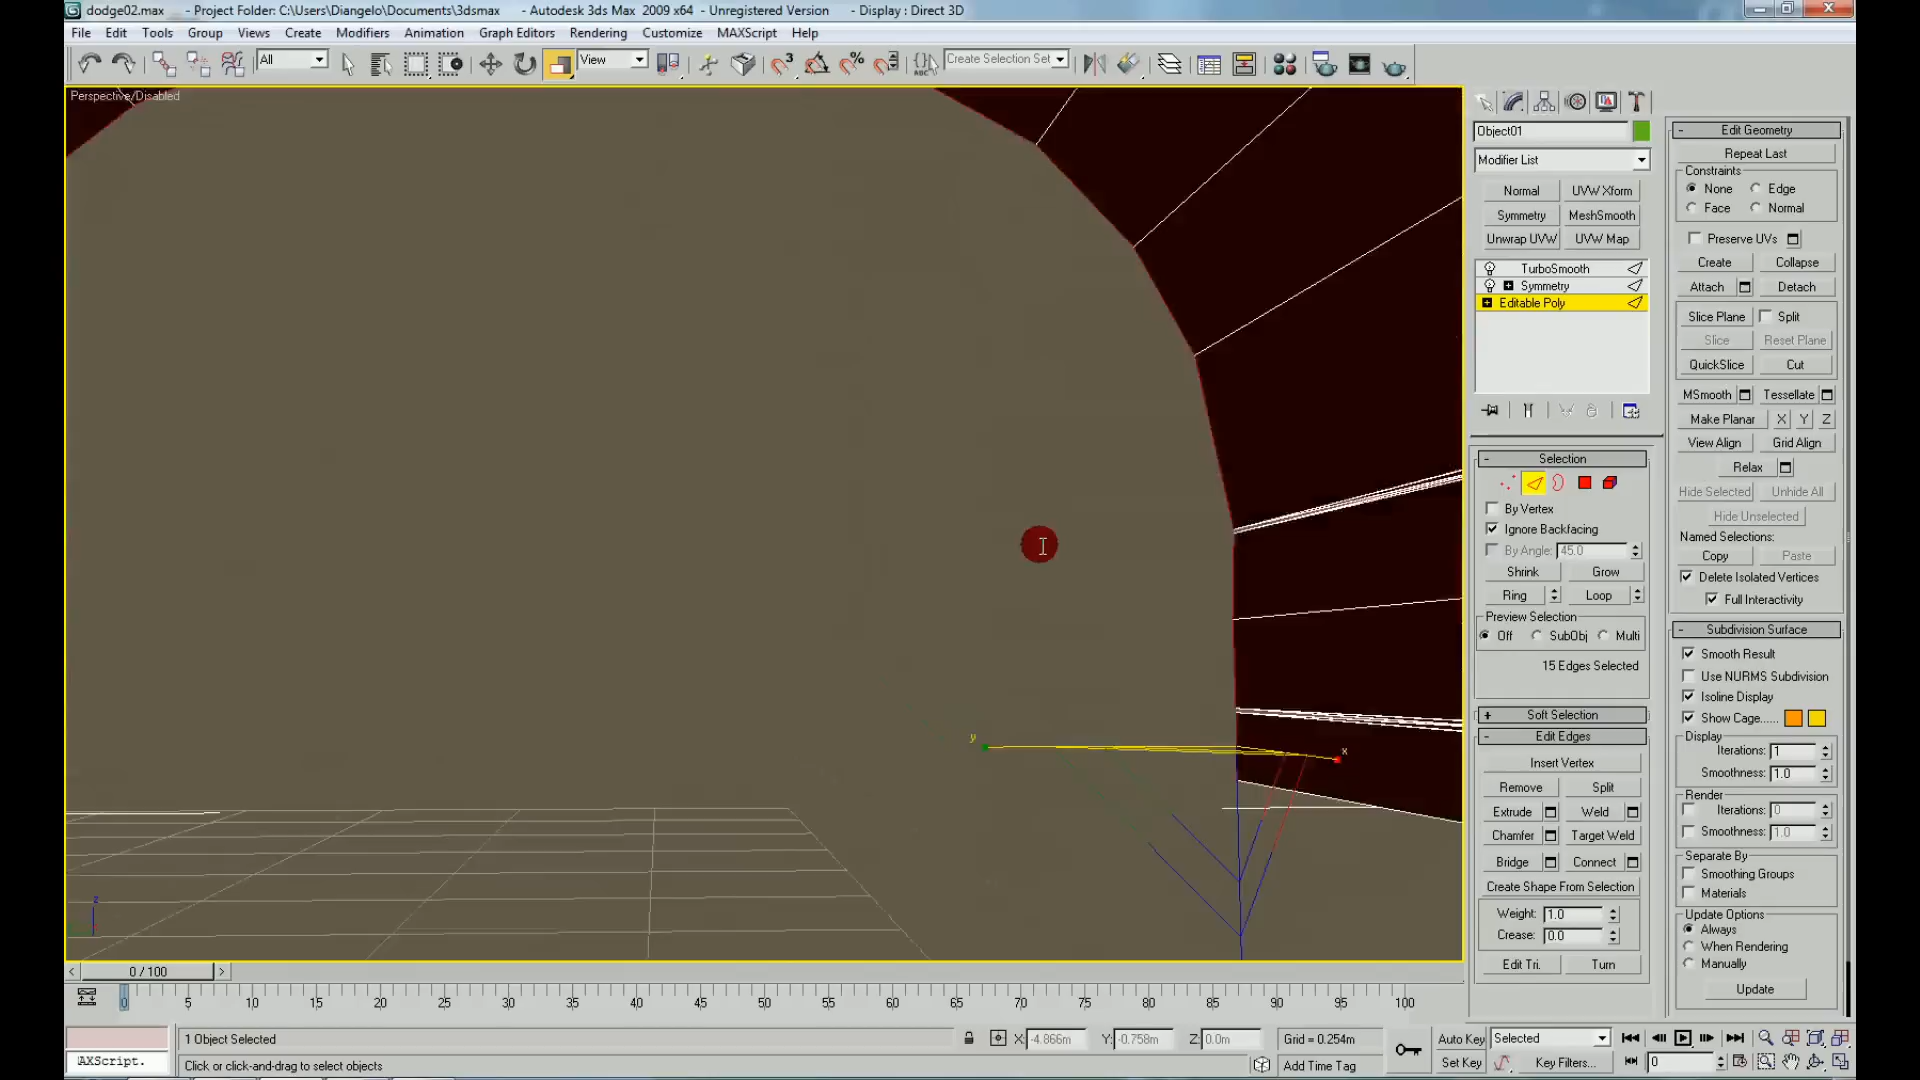 dodge02.max - Project Folder: C:\Users\Diangelo\Documents\3dsmax - Autodesk 3ds Max 2009 x64 - Unregistered Version - Display : Direct 3D
File Edit Tools Group Views Create Modifiers Animation Graph Editors Rendering Customize MAXScript Help
All View 3 % ABC Create Selection Set
Perspective/Disabled
y
x
z
Object01
Modifier List
Normal UVW Xform
Symmetry MeshSmooth
Unwrap UVW UVW Map
TurboSmooth
Symmetry
Editable Poly
Selection
By Vertex
Ignore Backfacing
By Angle: 45.0
Shrink Grow
Ring Loop
Preview Selection
Off SubObj Multi
15 Edges Selected
Soft Selection
Edit Edges
Insert Vertex
Remove Split
Extrude Weld
Chamfer Target Weld
Bridge Connect
Create Shape From Selection
Weight: 1.0
Crease: 0.0
Edit Tri. Turn
Edit Geometry
Repeat Last
Constraints
None Edge
Face Normal
Preserve UVs
Create Collapse
Attach Detach
Slice Plane Split
Slice Reset Plane
QuickSlice Cut
MSmooth Tessellate
Make Planar X Y Z
View Align Grid Align
Relax
Hide Selected Unhide All
Hide Unselected
Named Selections:
Copy Paste
Delete Isolated Vertices
Full Interactivity
Subdivision Surface
Smooth Result
Use NURMS Subdivision
Isoline Display
Show Cage......
Display
Iterations: 1
Smoothness: 1.0
Render
Iterations: 0
Smoothness: 1.0
Separate By
Smoothing Groups
Materials
Update Options
Always
When Rendering
Manually
Update
< 0 / 100 >
0 5 10 15 20 25 30 35 40 45 50 55 60 65 70 75 80 85 90 95 100
1 Object Selected X: -4.866m Y: -0.758m Z: 0.0m Grid = 0.254m Auto Key Selected
AXScript. Click or click-and-drag to select objects Add Time Tag Set Key Key Filters... 0